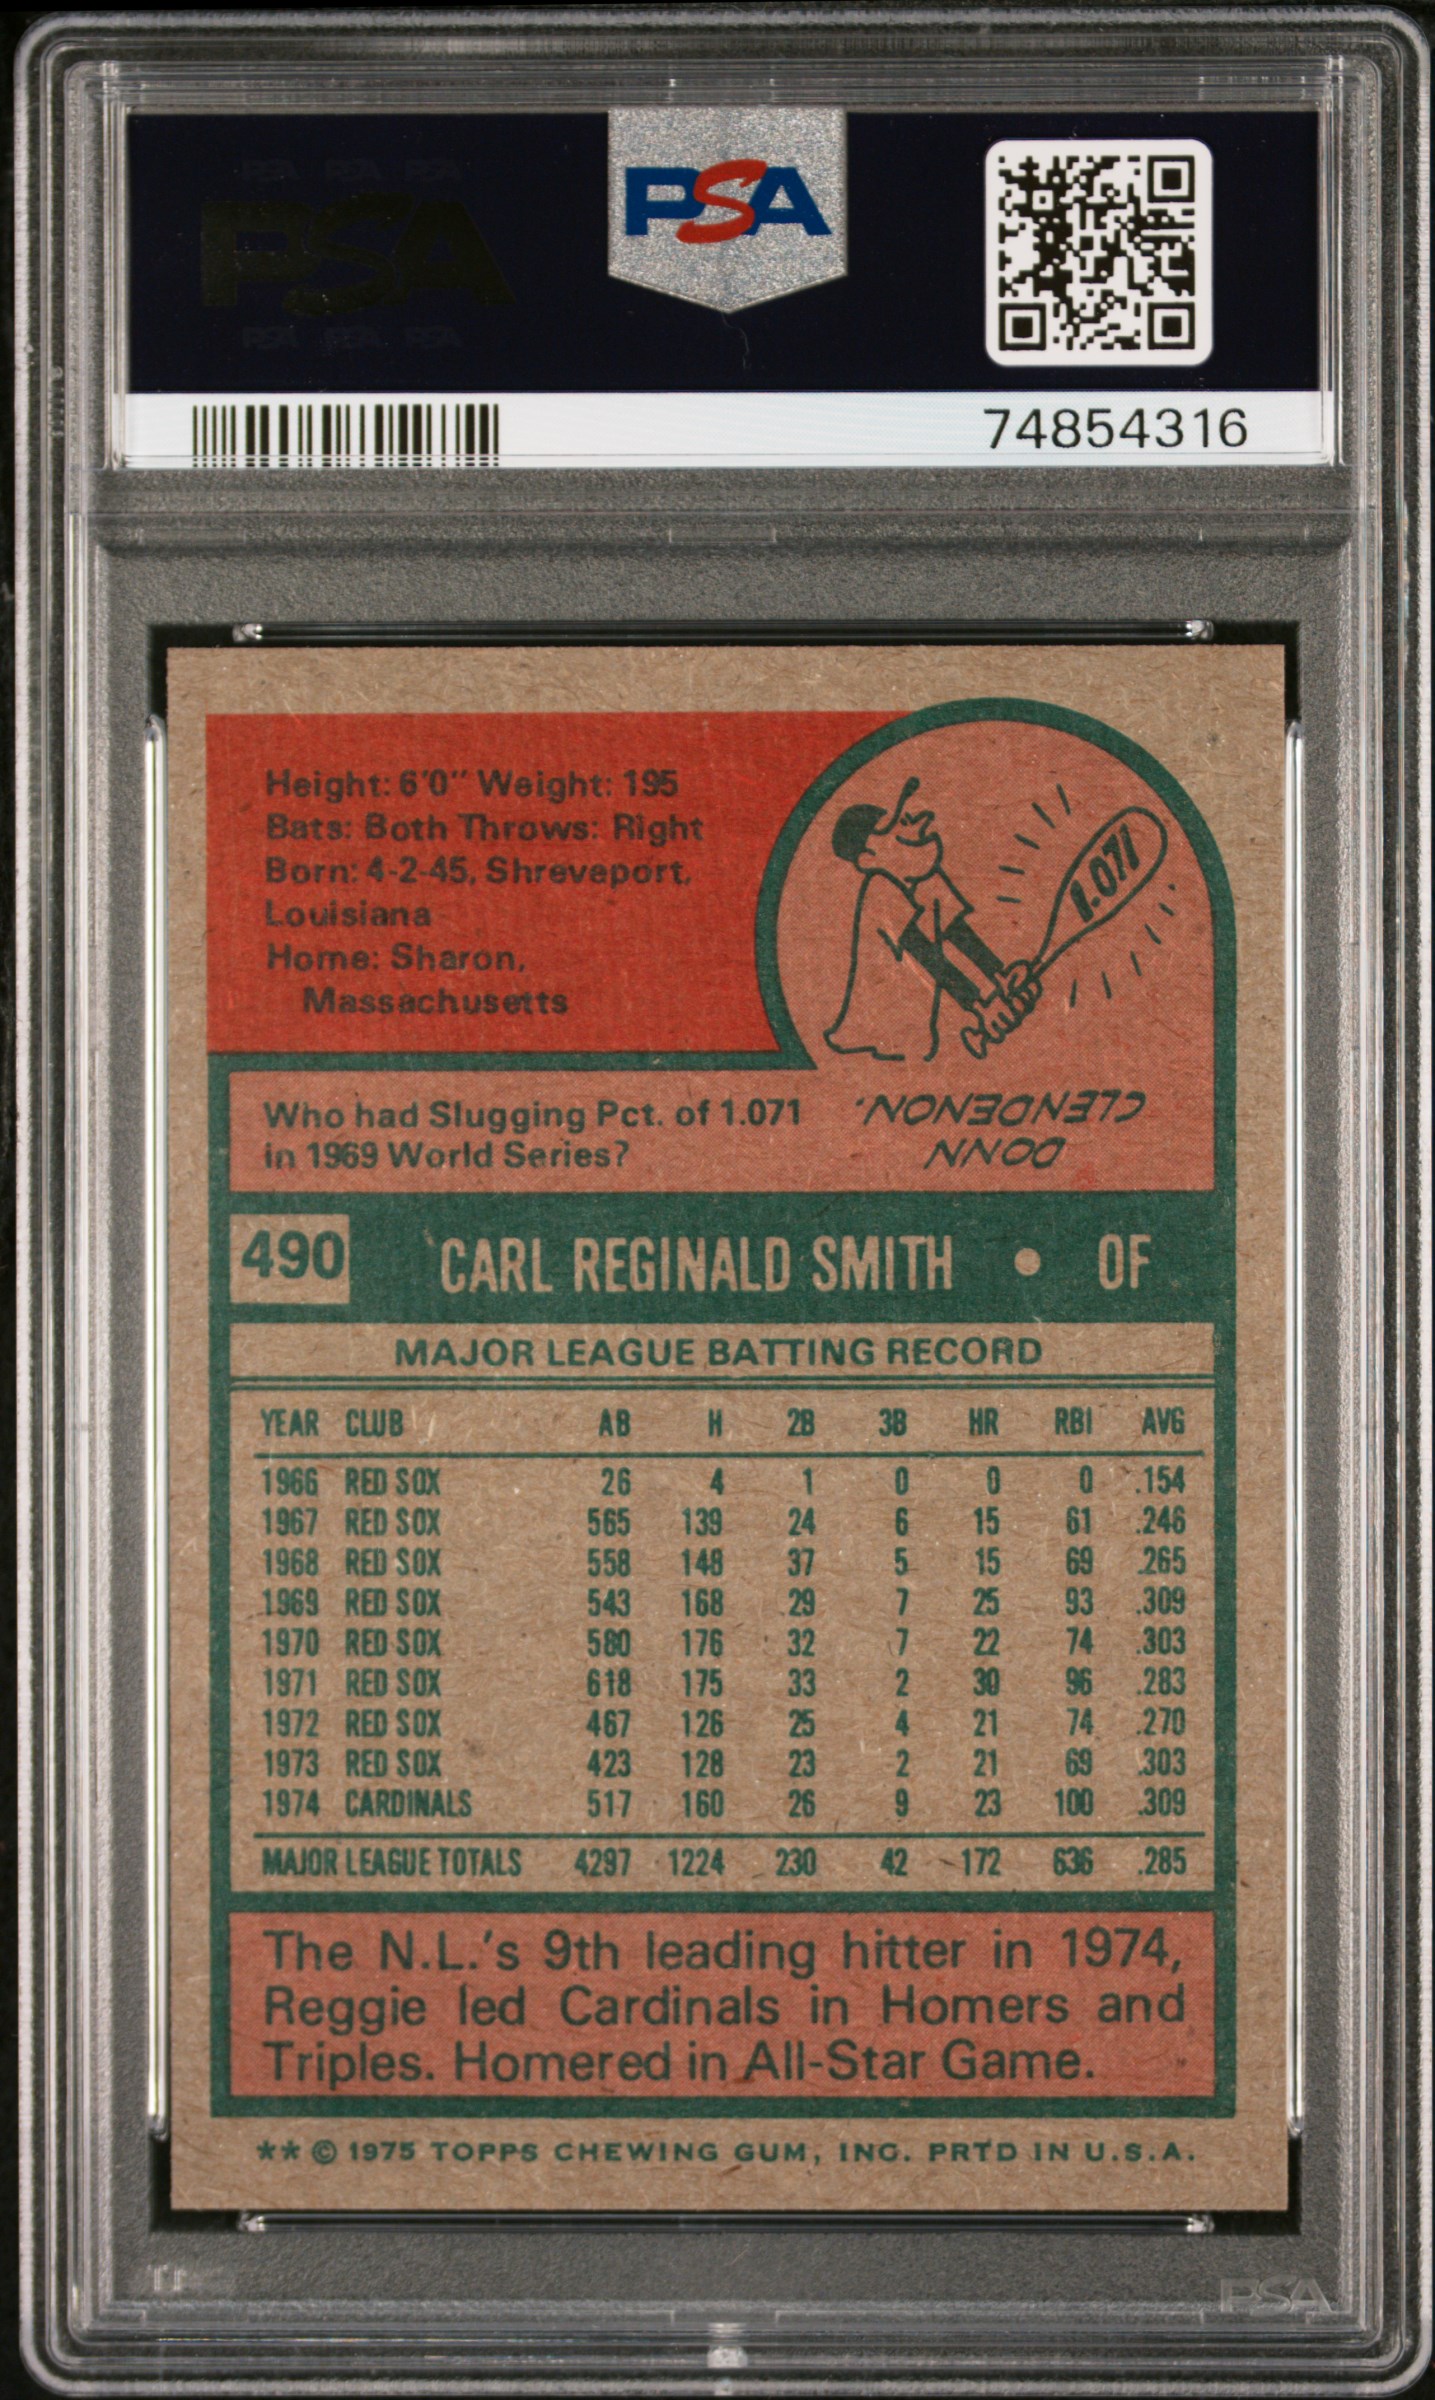 PSA PSA PSA
PSA
PSA PSA PSA
PSA
74854316
Height: 6'0" Weight: 195
Bats: Both Throws: Right
Born: 4-2-45, Shreveport,
Louisiana
Home: Sharon,
Massachusetts
1.071
Who had Slugging Pct. of 1.071
in 1969 World Series?
DONN
CLENDENON.
490 CARL REGINALD SMITH • OF
MAJOR LEAGUE BATTING RECORD
YEAR CLUB AB H 2B 3B HR RBI AVG
1966 RED SOX 26 4 1 0 0 0 .154
1967 RED SOX 565 139 24 6 15 61 .246
1968 RED SOX 558 148 37 5 15 69 .265
1969 RED SOX 543 168 29 7 25 93 .309
1970 RED SOX 580 176 32 7 22 74 .303
1971 RED SOX 618 175 33 2 30 96 .283
1972 RED SOX 467 126 25 4 21 74 .270
1973 RED SOX 423 128 23 2 21 69 .303
1974 CARDINALS 517 160 26 9 23 100 .309
MAJOR LEAGUE TOTALS 4297 1224 230 42 172 636 .285
The N.L.'s 9th leading hitter in 1974,
Reggie led Cardinals in Homers and
Triples. Homered in All-Star Game.
** © 1975 TOPPS CHEWING GUM, INC. PRTD IN U.S.A.
PSA